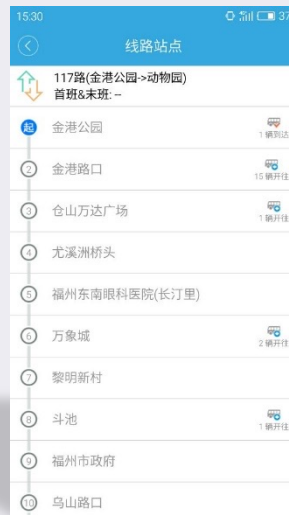 15:30
37
线路站点
117路(金港公园->动物园)
首班&末班: --
起 金港公园
1 辆到达
② 金港路口
15 辆开往
③ 仓山万达广场
1 辆开往
④ 尤溪洲桥头
⑤ 福州东南眼科医院(长汀里)
⑥ 万象城
2 辆开往
⑦ 黎明新村
⑧ 斗池
1 辆开往
⑨ 福州市政府
⑩ 乌山路口